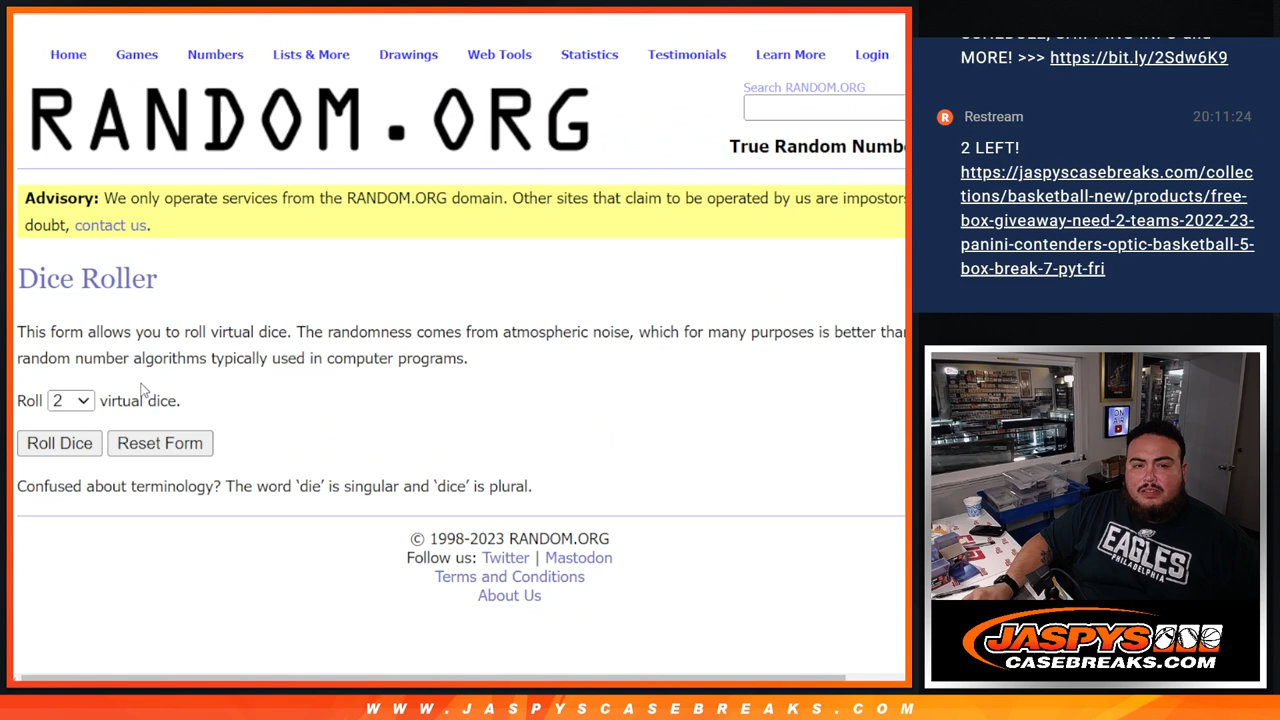 Home Games Numbers Lists & More Drawings Web Tools Statistics Testimonials Learn More Login
RANDOM.ORG
Search RANDOM.ORG
True Random Numb
Advisory: We only operate services from the RANDOM.ORG domain. Other sites that claim to be operated by us are impostors
doubt, contact us.
Dice Roller
This form allows you to roll virtual dice. The randomness comes from atmospheric noise, which for many purposes is better than
random number algorithms typically used in computer programs.
Roll 2 virtual dice.
Roll Dice Reset Form
Confused about terminology? The word ‘die’ is singular and ‘dice’ is plural.
© 1998-2023 RANDOM.ORG
Follow us: Twitter | Mastodon
Terms and Conditions
About Us
MORE! >>> https://bit.ly/2Sdw6K9
R Restream 20:11:24
2 LEFT!
https://jaspyscasebreaks.com/collec
tions/basketball-new/products/free-
box-giveaway-need-2-teams-2022-23-
panini-contenders-optic-basketball-5-
box-break-7-pyt-fri
ON
EAGLES
PHILADELPHIA
JASPYS
CASEBREAKS.COM
WWW.JASPYSCASEBREAKS.COM